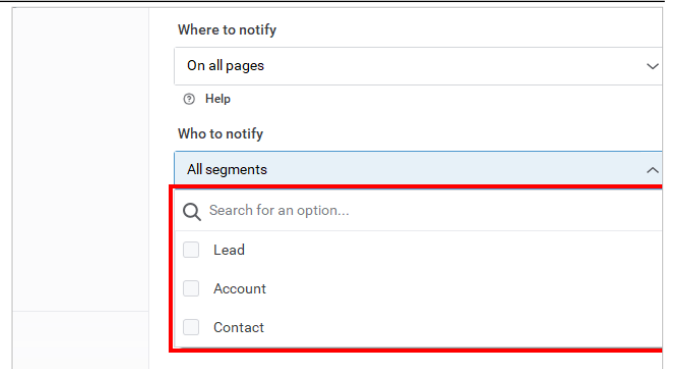 Where to notify
On all pages
Help
Who to notify
All segments
Search for an option...
Lead
Account
Contact